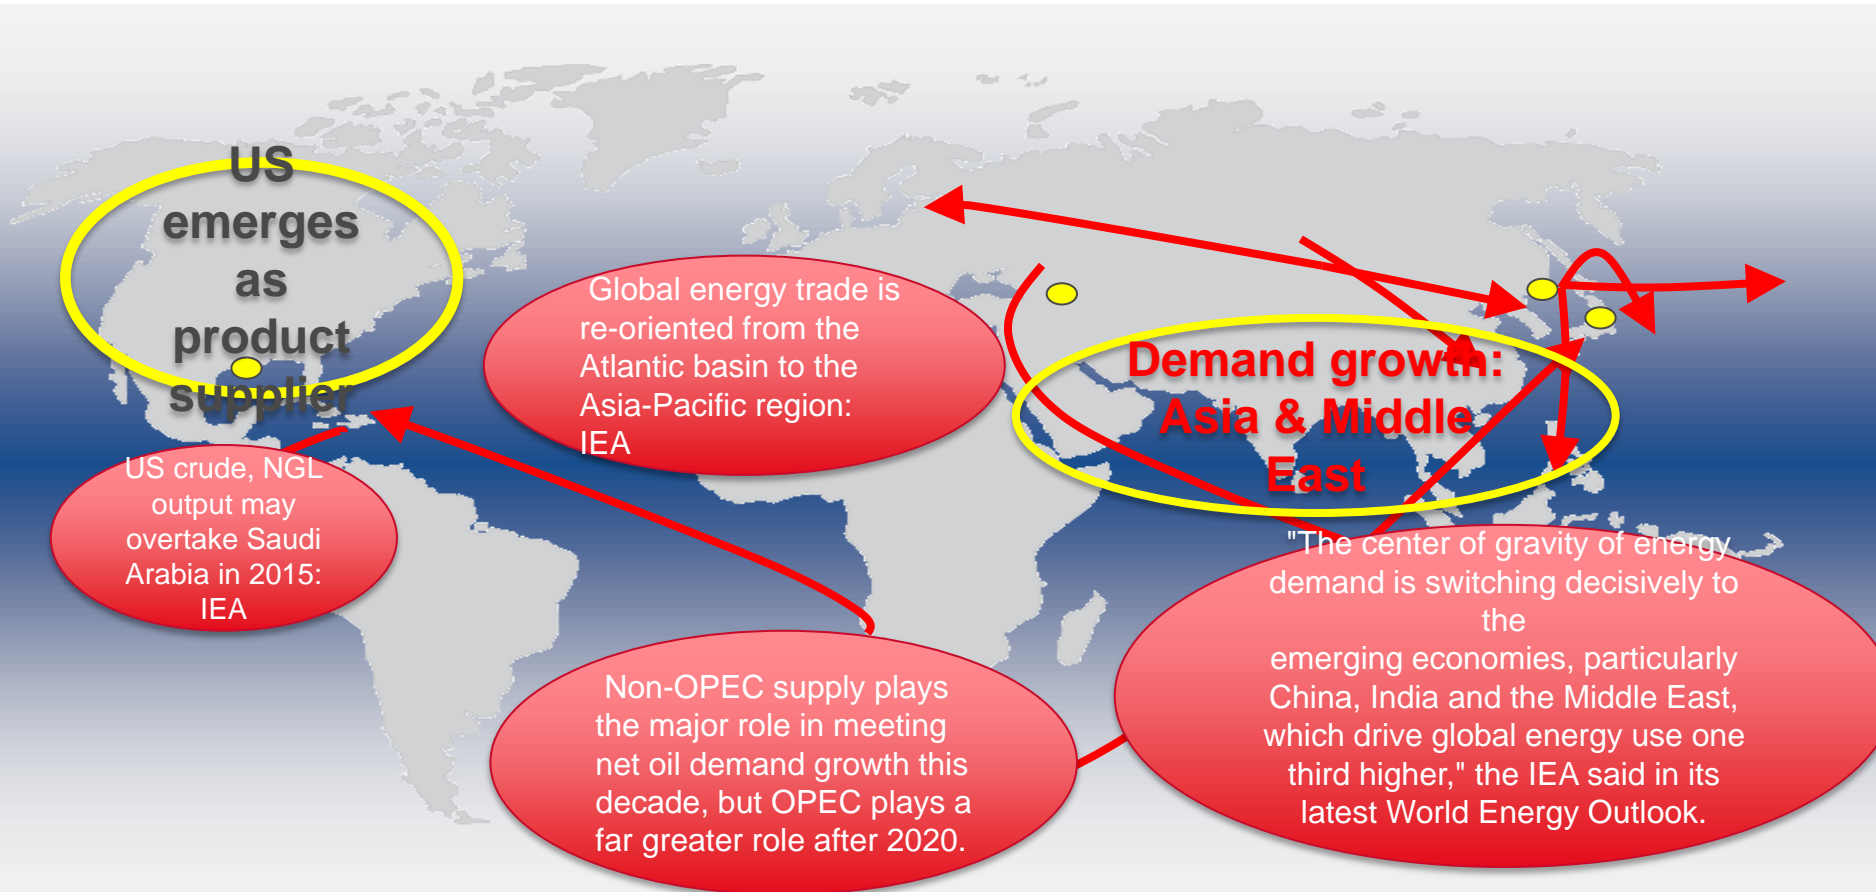 US
emerges
as
product
supplier
Global energy trade is
re-oriented from the
Atlantic basin to the
Asia-Pacific region:
IEA
Demand growth:
Asia & Middle
East
US crude, NGL
output may
overtake Saudi
Arabia in 2015:
IEA
Non-OPEC supply plays
the major role in meeting
net oil demand growth this
decade, but OPEC plays a
far greater role after 2020.
"The center of gravity of energy
demand is switching decisively to
the
emerging economies, particularly
China, India and the Middle East,
which drive global energy use one
third higher," the IEA said in its
latest World Energy Outlook.